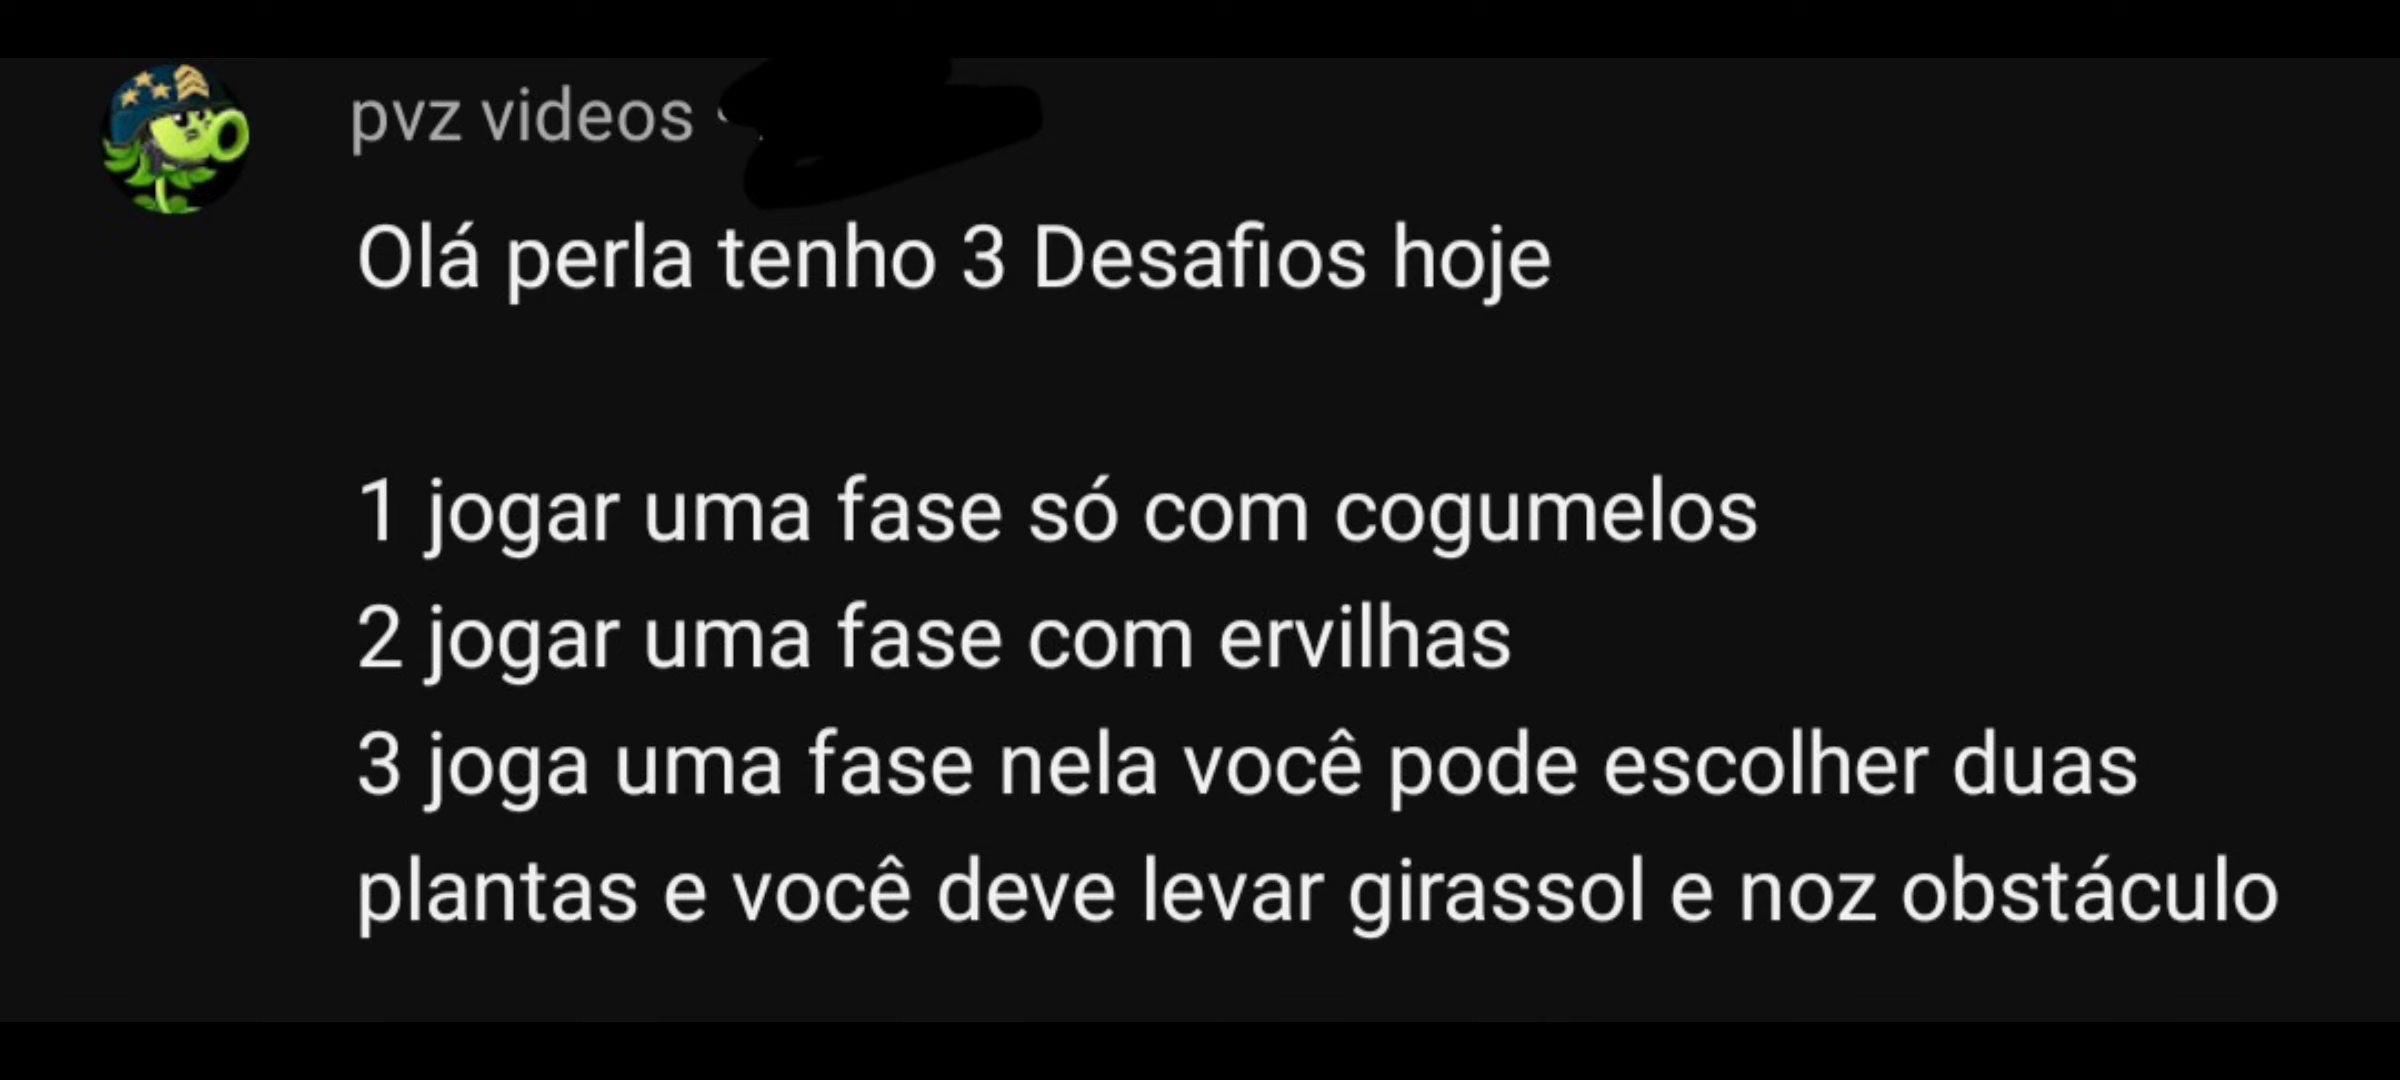 pvz videos
Olá perla tenho 3 Desafios hoje
1 jogar uma fase só com cogumelos
2 jogar uma fase com ervilhas
3 joga uma fase nela você pode escolher duas
plantas e você deve levar girassol e noz obstáculo